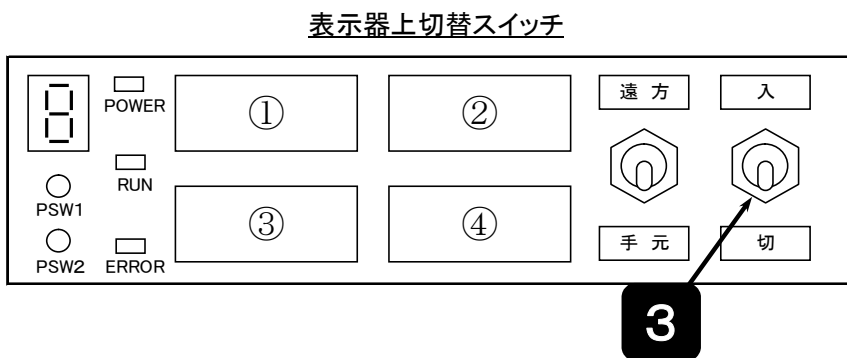 表示器上切替スイッチ
8
POWER
①
②
遠 方
入
RUN
PSW1
③
④
手 元
切
PSW2
ERROR
3